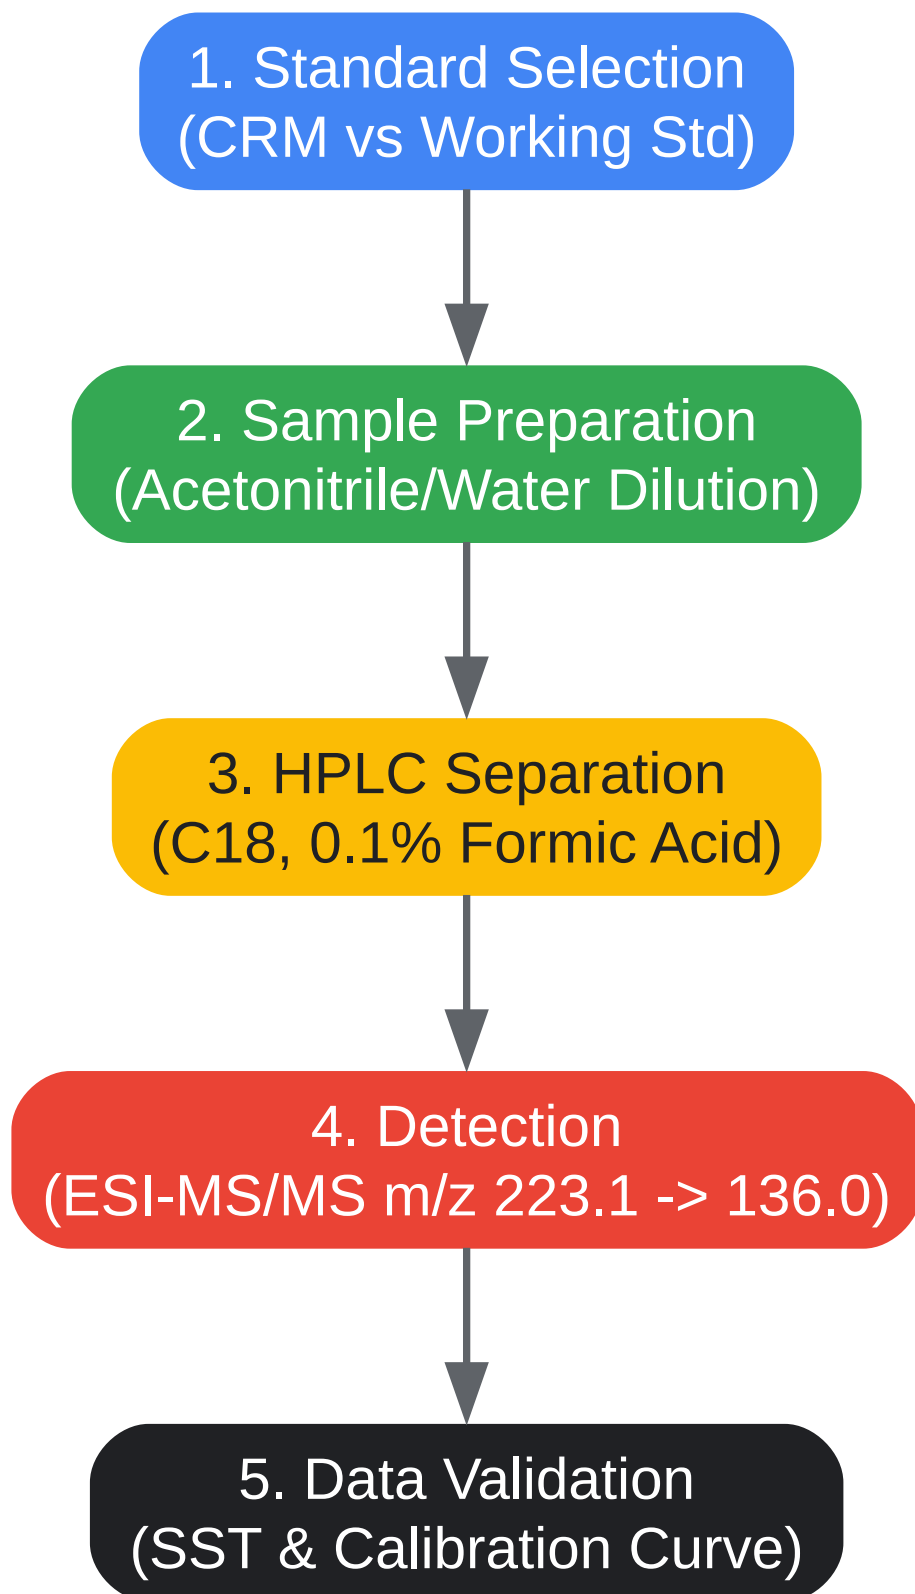 1. Standard Selection
(CRM vs Working Std)
2. Sample Preparation
(Acetonitrile/Water Dilution)
3. HPLC Separation
(C18, 0.1% Formic Acid)
4. Detection
(ESI-MS/MS m/z 223.1 -> 136.0)
5. Data Validation
(SST & Calibration Curve)